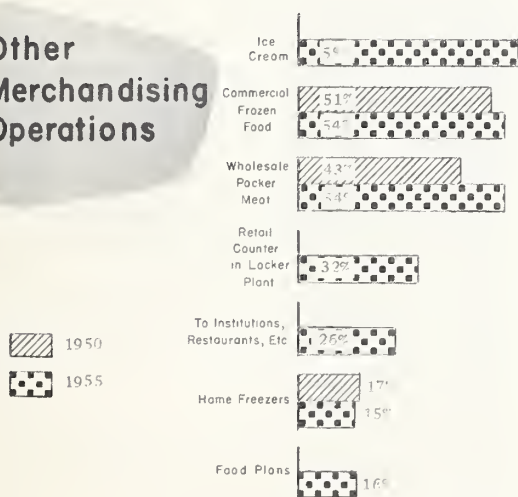 Other
Merchandising
Operations
Ice
Cream
Commercial
Frozen
Food
51%
54%
Wholesale
Packer
Meat
43%
54%
Retail
Counter
in Locker
Plant
32%
To Institutions,
Restaurants, Etc
26%
Home Freezers
17%
15%
Food Plans
16%
1950
1955